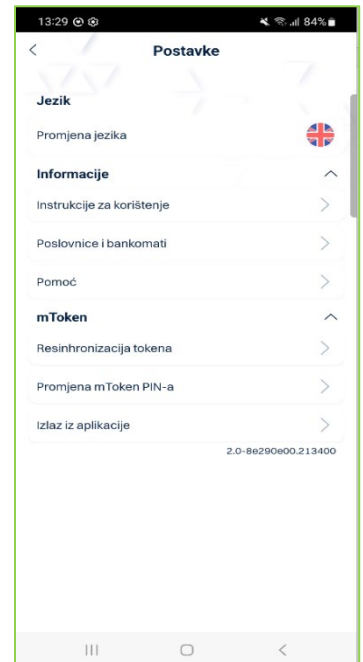 13:29 84%
Postavke
Jezik
Promjena jezika
Informacije
Instrukcije za korištenje
Poslovnice i bankomati
Pomoć
mToken
Resinhronizacija tokena
Promjena mToken PIN-a
Izlaz iz aplikacije
2.0-8e290e00.213400